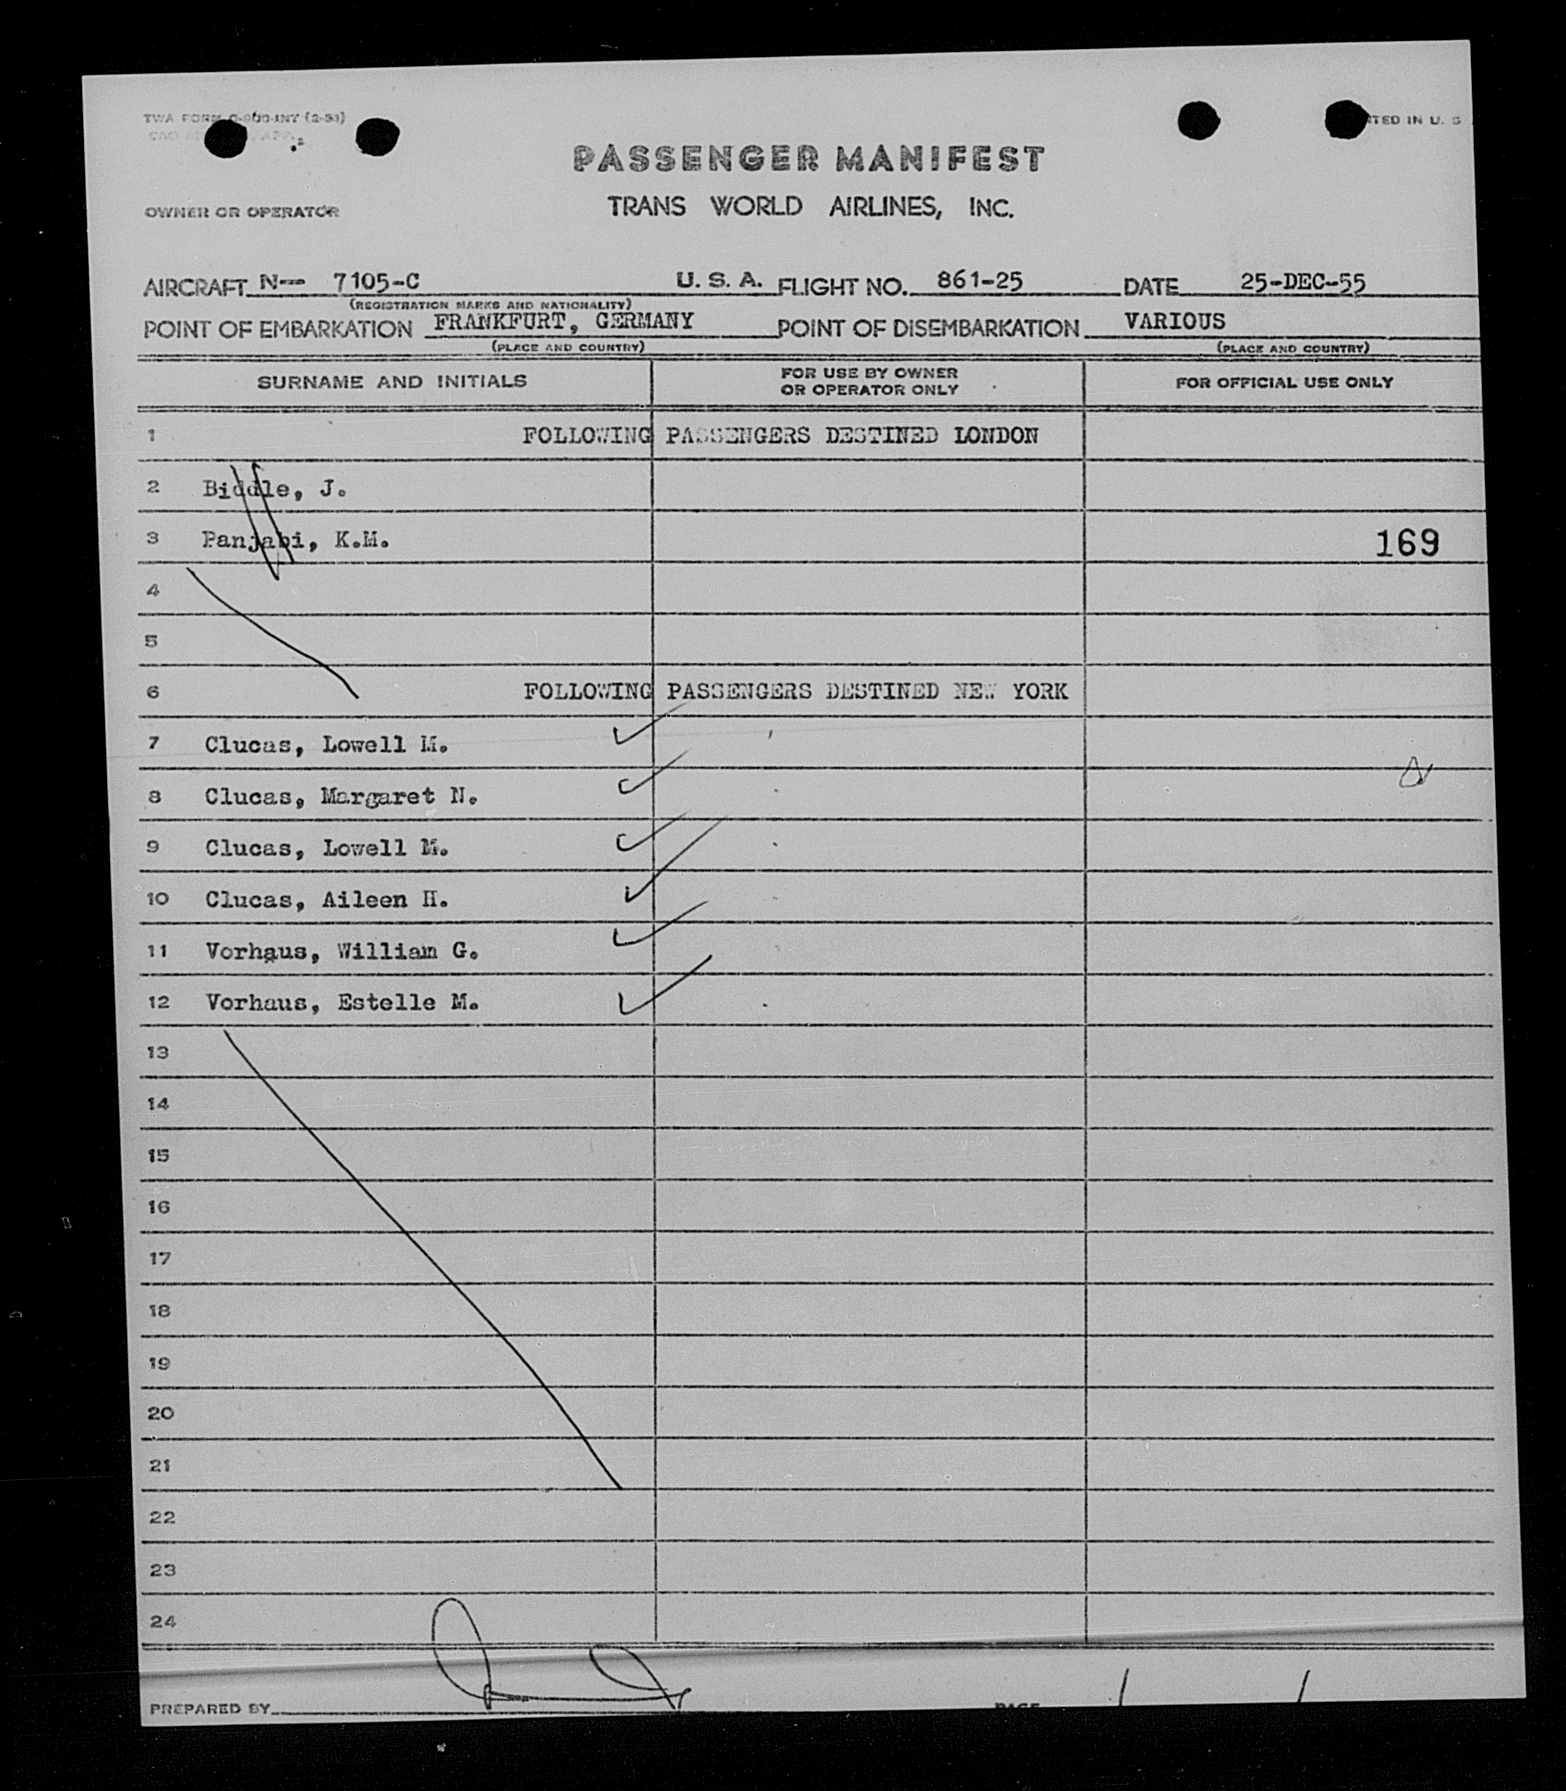 TWA FORM
TED IN U. S
PASSENGER MANIFEST
OWNER OR OPERATOR
TRANS WORLD AIRLINES, INC.
AIRCRAFT N-- 7105-C U. S. A. FLIGHT NO. 861-25 DATE 25-DEC-55
(REGISTRATION MARKS AND NATIONALITY)
POINT OF EMBARKATION FRANKFURT, GERMANY POINT OF DISEMBARKATION VARIOUS
(PLACE AND COUNTRY) (PLACE AND COUNTRY)
SURNAME AND INITIALS FOR USE BY OWNER OR OPERATOR ONLY FOR OFFICIAL USE ONLY
1 FOLLOWING PASSENGERS DESTINED LONDON
2 Biddle, J.
3 Panjabi, K.M. 169
4
5
6 FOLLOWING PASSENGERS DESTINED NEW YORK
7 Clucas, Lowell M.
8 Clucas, Margaret N.
9 Clucas, Lowell M.
10 Clucas, Aileen H.
11 Vorhaus, William G.
12 Vorhaus, Estelle M.
13
14
15
16
17
18
19
20
21
22
23
24
PREPARED BY PAGE